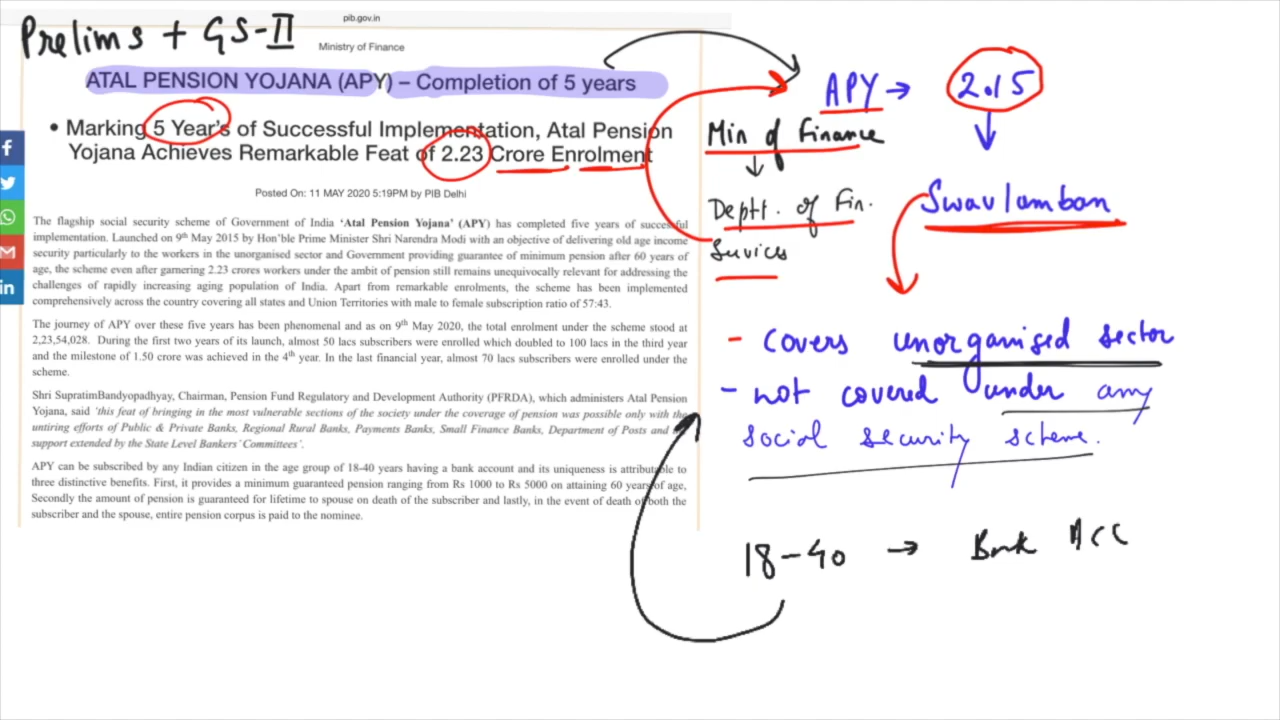 Prelims + GS-II
pib.gov.in
Ministry of Finance
ATAL PENSION YOJANA (APY) – Completion of 5 years
• Marking 5 Year's of Successful Implementation, Atal Pension
Yojana Achieves Remarkable Feat of 2.23 Crore Enrolment
Posted On: 11 MAY 2020 5:19PM by PIB Delhi
The flagship social security scheme of Government of India ‘Atal Pension Yojana’ (APY) has completed five years of successful
implementation. Launched on 9th May 2015 by Hon’ble Prime Minister Shri Narendra Modi with an objective of delivering old age income
security particularly to the workers in the unorganised sector and Government providing guarantee of minimum pension after 60 years of
age, the scheme even after garnering 2.23 crores workers under the ambit of pension still remains unequivocally relevant for addressing the
challenges of rapidly increasing aging population of India. Apart from remarkable enrolments, the scheme has been implemented
comprehensively across the country covering all states and Union Territories with male to female subscription ratio of 57:43.
The journey of APY over these five years has been phenomenal and as on 9th May 2020, the total enrolment under the scheme stood at
2,23,54,028. During the first two years of its launch, almost 50 lacs subscribers were enrolled which doubled to 100 lacs in the third year
and the milestone of 1.50 crore was achieved in the 4th year. In the last financial year, almost 70 lacs subscribers were enrolled under the
scheme.
Shri SupratimBandyopadhyay, Chairman, Pension Fund Regulatory and Development Authority (PFRDA), which administers Atal Pension
Yojana, said ‘this feat of bringing in the most vulnerable sections of the society under the coverage of pension was possible only with the
untiring efforts of Public & Private Banks, Regional Rural Banks, Payments Banks, Small Finance Banks, Department of Posts and
support extended by the State Level Bankers’ Committees’.
APY can be subscribed by any Indian citizen in the age group of 18-40 years having a bank account and its uniqueness is attributable to
three distinctive benefits. First, it provides a minimum guaranteed pension ranging from Rs 1000 to Rs 5000 on attaining 60 years of age,
Secondly the amount of pension is guaranteed for lifetime to spouse on death of the subscriber and lastly, in the event of death of both the
subscriber and the spouse, entire pension corpus is paid to the nominee.
APY → 2015
Min of Finance
Deptt. of Fin.
Survics
Swavlamban
- covers unorganised sector
- not covered under any
social security scheme.
18-40 → Bank Acc